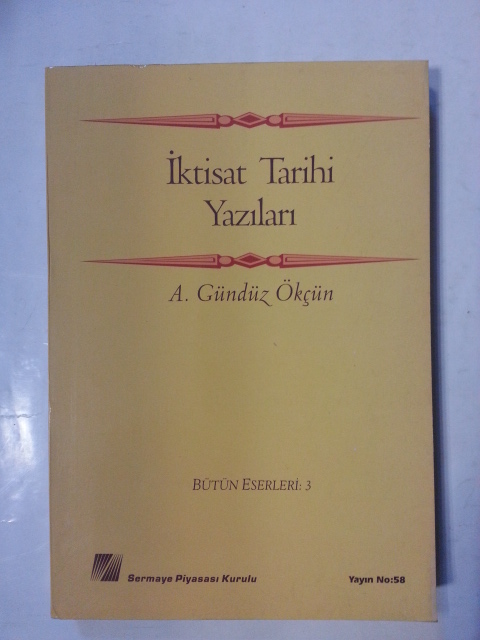 İktisat Tarihi
Yazıları
A. Gündüz Ökçün
BÜTÜN ESERLERİ: 3
Sermaye Piyasası Kurulu
Yayın No:58